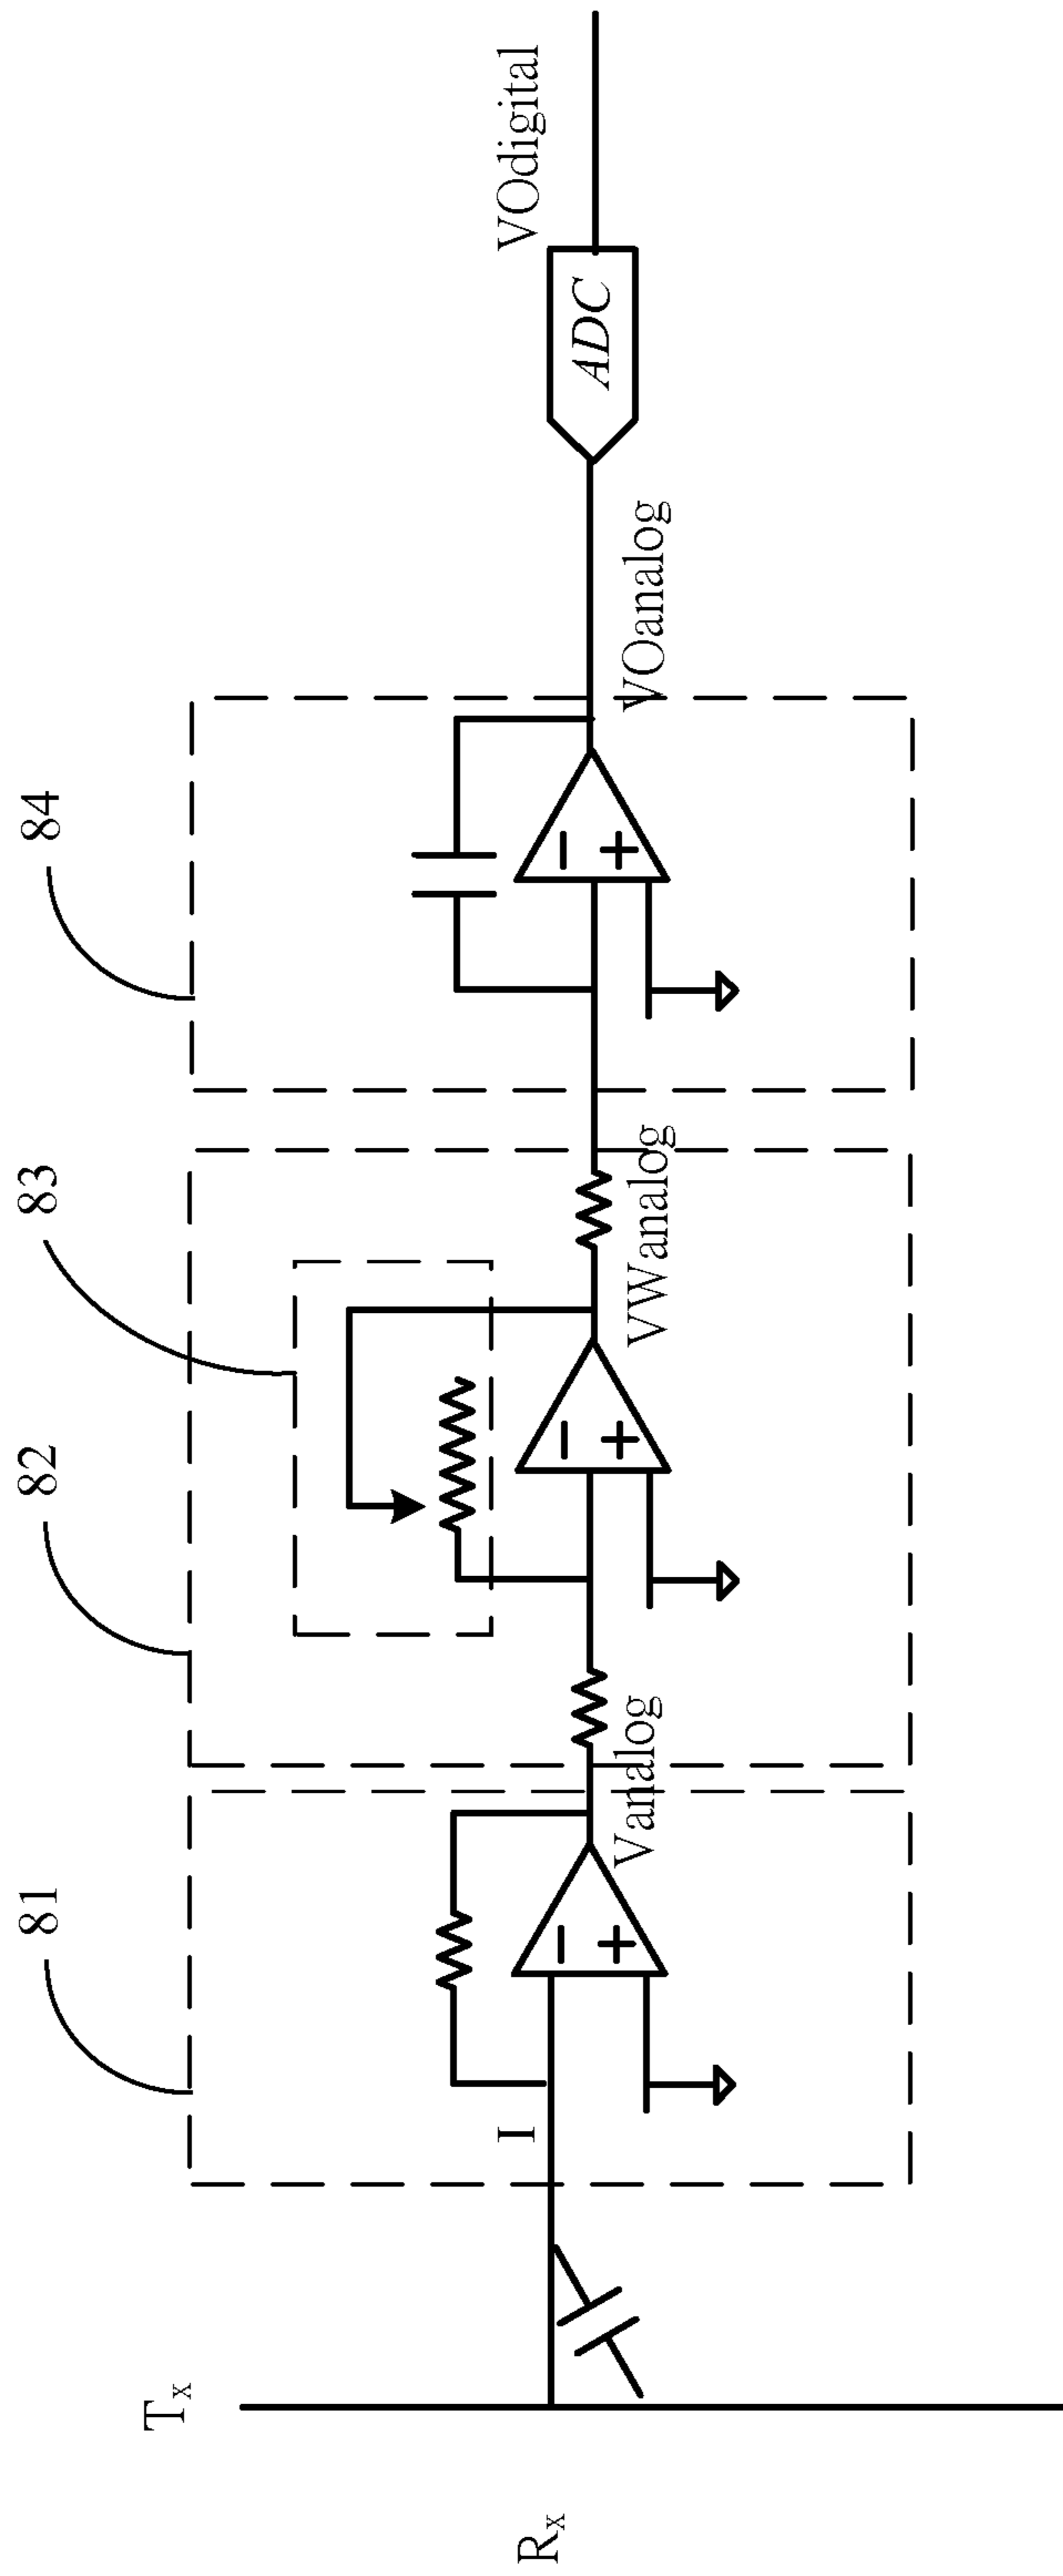 81
82
83
84
Tx
Rx
I
−
+
Vanalog
−
+
VWanalog
−
+
VOanalog
ADC
VOdigital